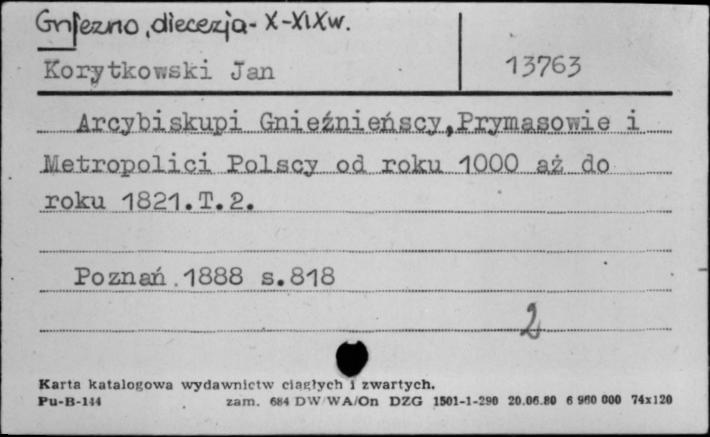 Gniezno, diecezja - X-XIX w.
Korytkowski Jan 13763
Arcybiskupi Gnieźnieńscy, Prymasowie i
Metropolici Polscy od roku 1000 aż do
roku 1821.T.2.
Poznań 1888 s.818
2
Karta katalogowa wydawnictw ciągłych i zwartych.
Pu-B-144 zam. 684 DW WA/On DZG 1501-1-290 20.06.80 6 960 000 74x120